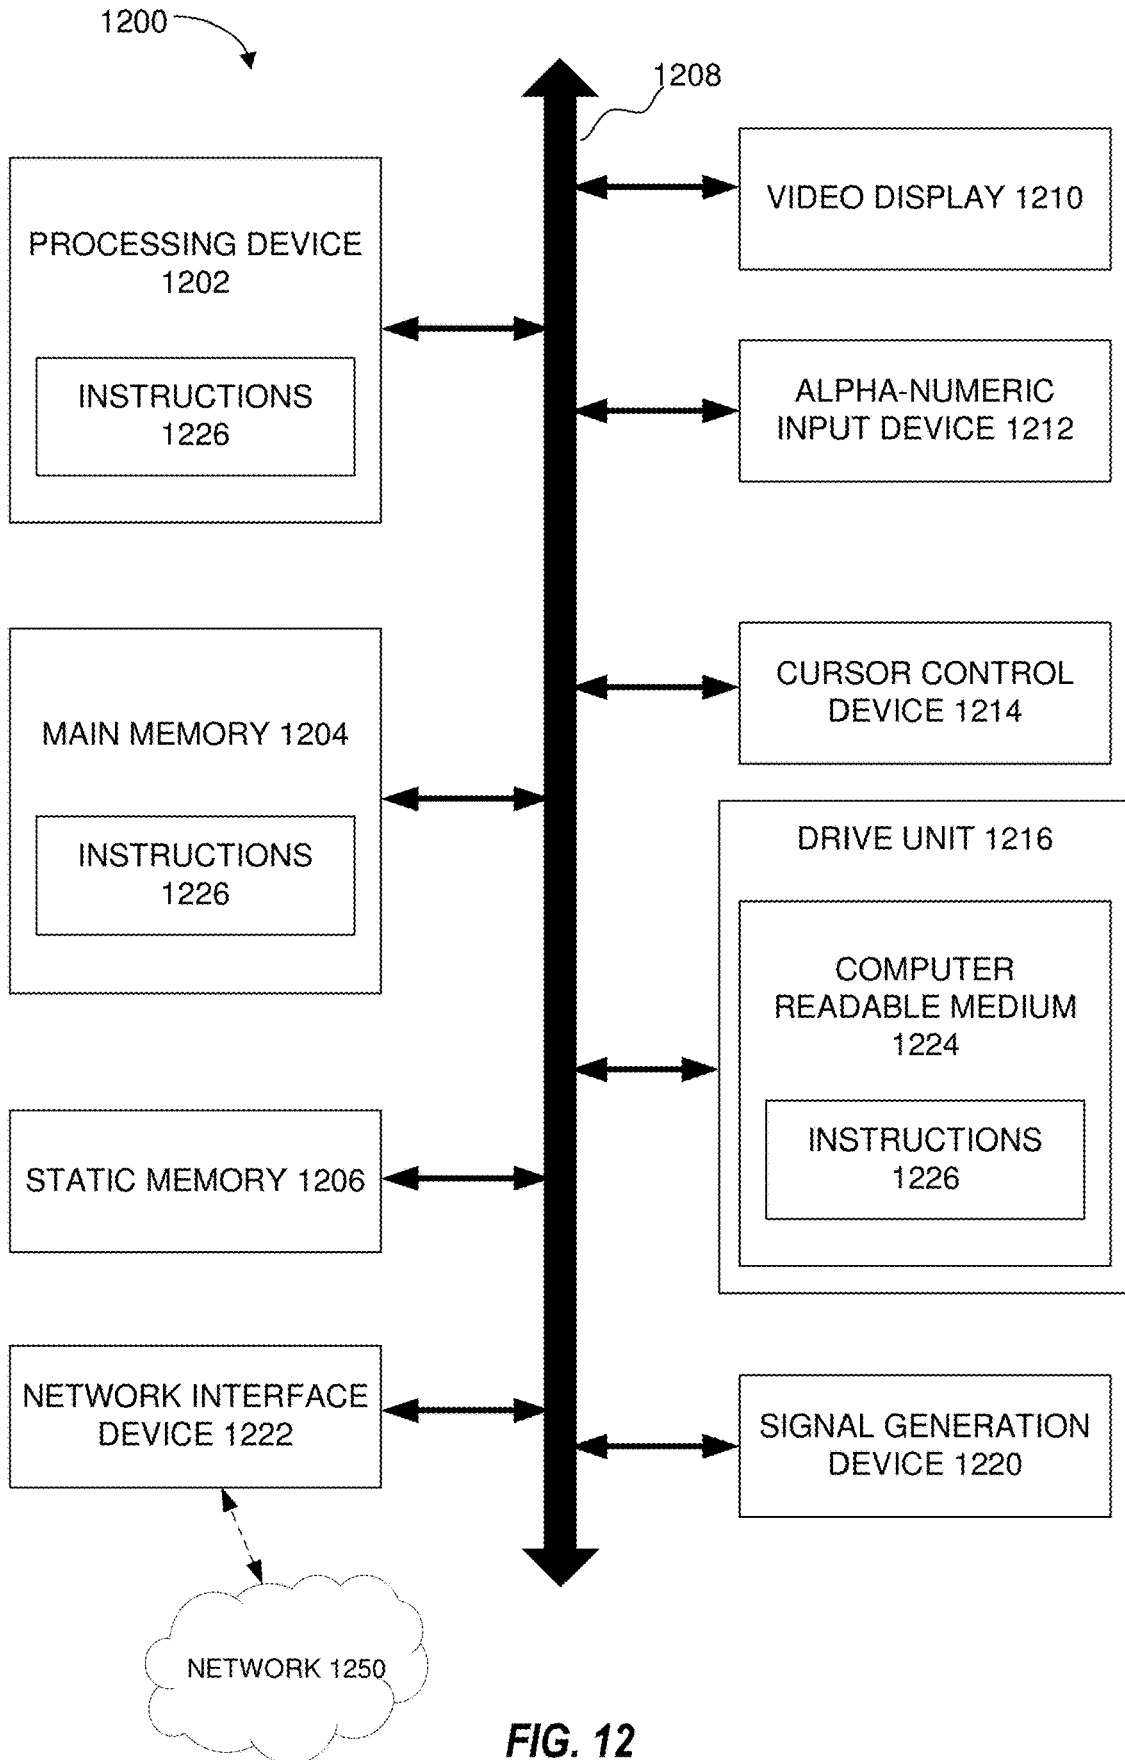 1200
1208
PROCESSING DEVICE
1202
INSTRUCTIONS
1226
MAIN MEMORY 1204
INSTRUCTIONS
1226
STATIC MEMORY 1206
NETWORK INTERFACE
DEVICE 1222
NETWORK 1250
VIDEO DISPLAY 1210
ALPHA-NUMERIC
INPUT DEVICE 1212
CURSOR CONTROL
DEVICE 1214
DRIVE UNIT 1216
COMPUTER
READABLE MEDIUM
1224
INSTRUCTIONS
1226
SIGNAL GENERATION
DEVICE 1220
FIG. 12